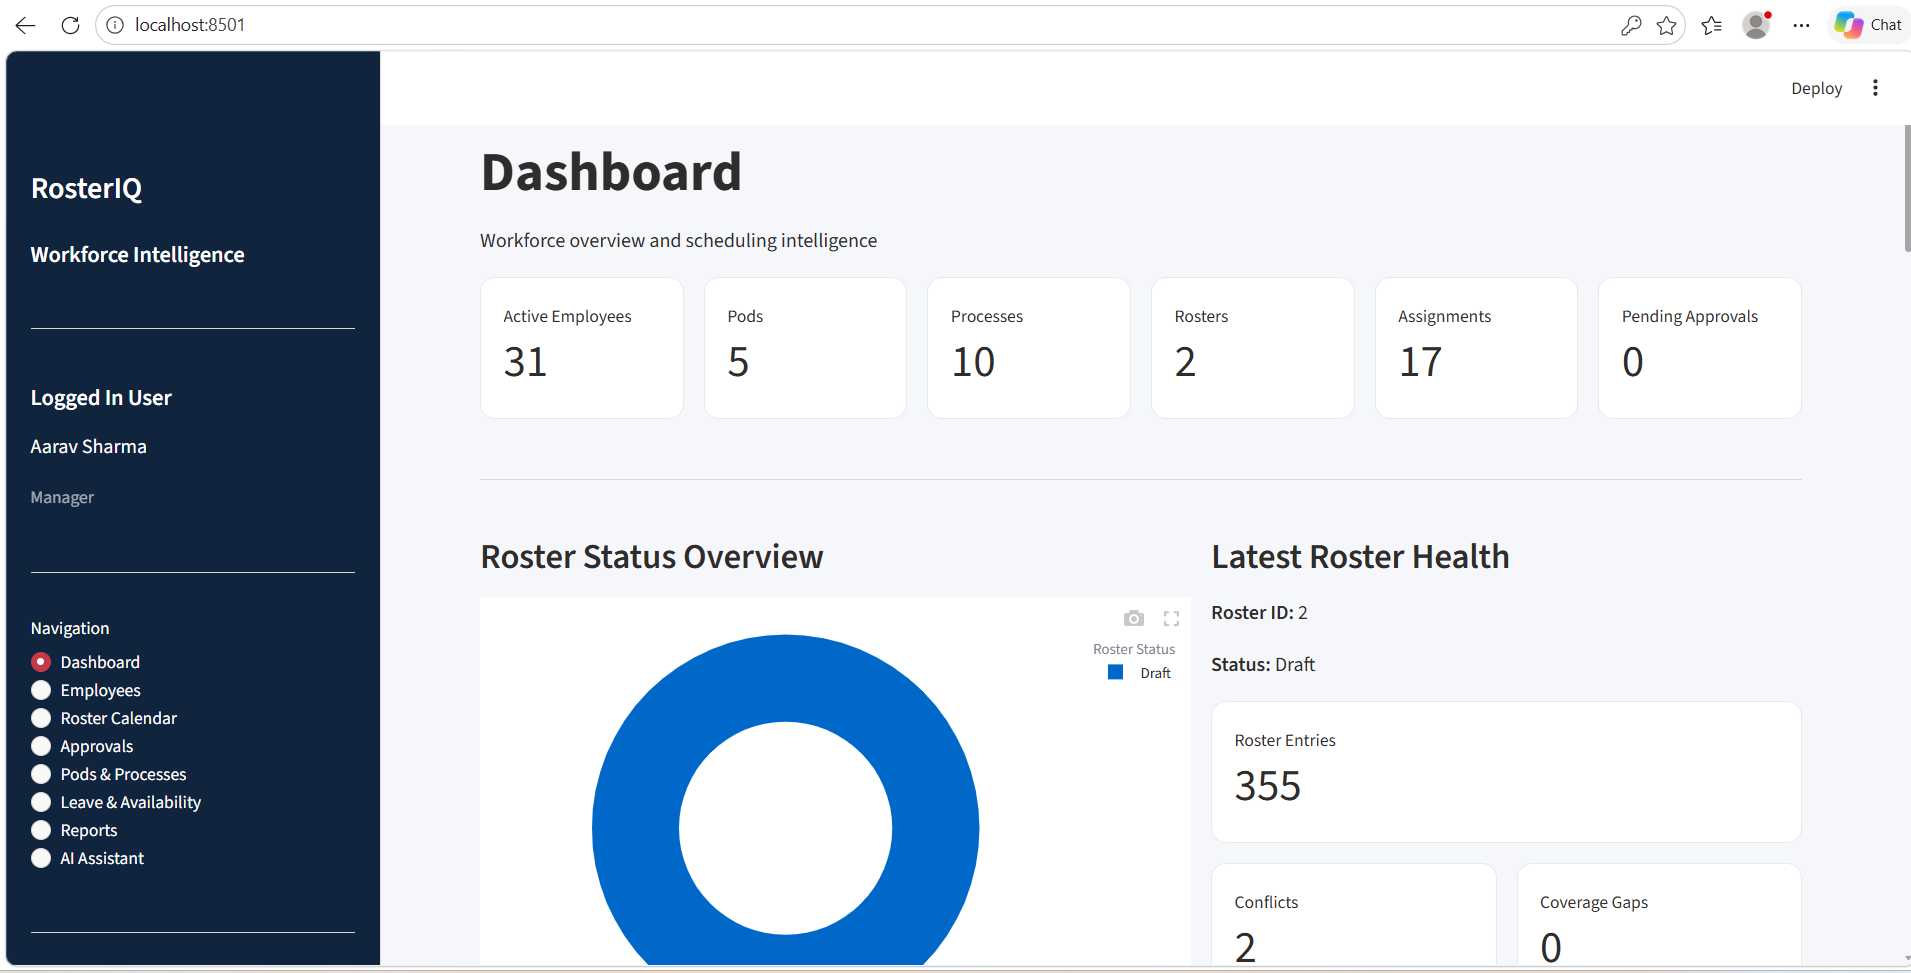 localhost:8501
Chat
Deploy
RosterIQ
Workforce Intelligence
Logged In User
Aarav Sharma
Manager
Navigation
Dashboard
Employees
Roster Calendar
Approvals
Pods & Processes
Leave & Availability
Reports
AI Assistant
Dashboard
Workforce overview and scheduling intelligence
Active Employees
31
Pods
5
Processes
10
Rosters
2
Assignments
17
Pending Approvals
0
Roster Status Overview
Roster Status
Draft
Latest Roster Health
Roster ID: 2
Status: Draft
Roster Entries
355
Conflicts
2
Coverage Gaps
0